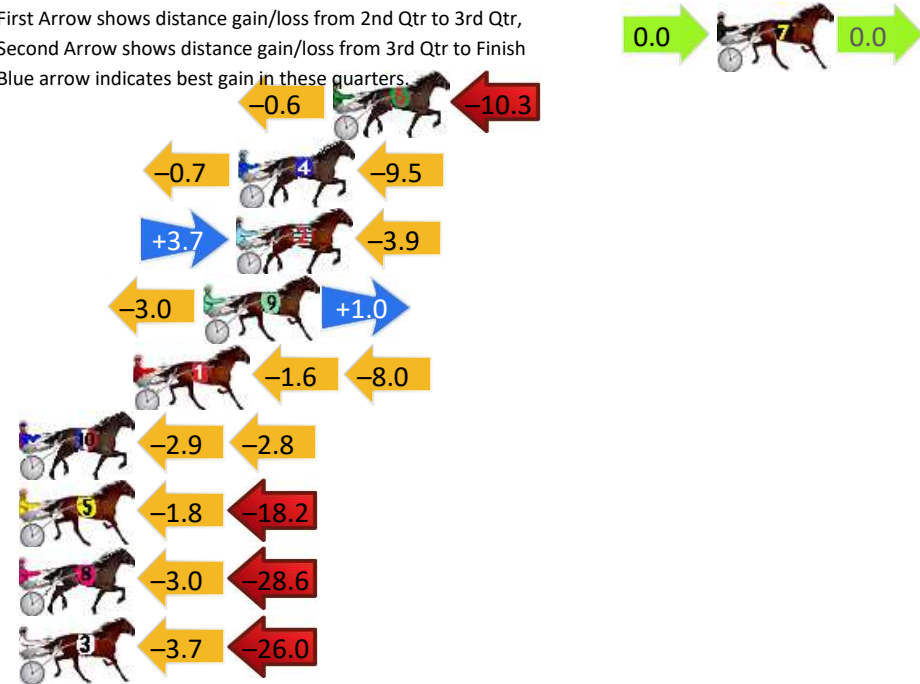 First Arrow shows distance gain/loss from 2nd Qtr to 3rd Qtr,
0.0 7 0.0
Second Arrow shows distance gain/loss from 3rd Qtr to Finish
Blue arrow indicates best gain in these quarters.
–0.6 6 –10.3
–0.7 4 –9.5
+3.7 2 –3.9
–3.0 9 +1.0
1 –1.6 –8.0
10 –2.9 –2.8
5 –1.8 –18.2
8 –3.0 –28.6
3 –3.7 –26.0